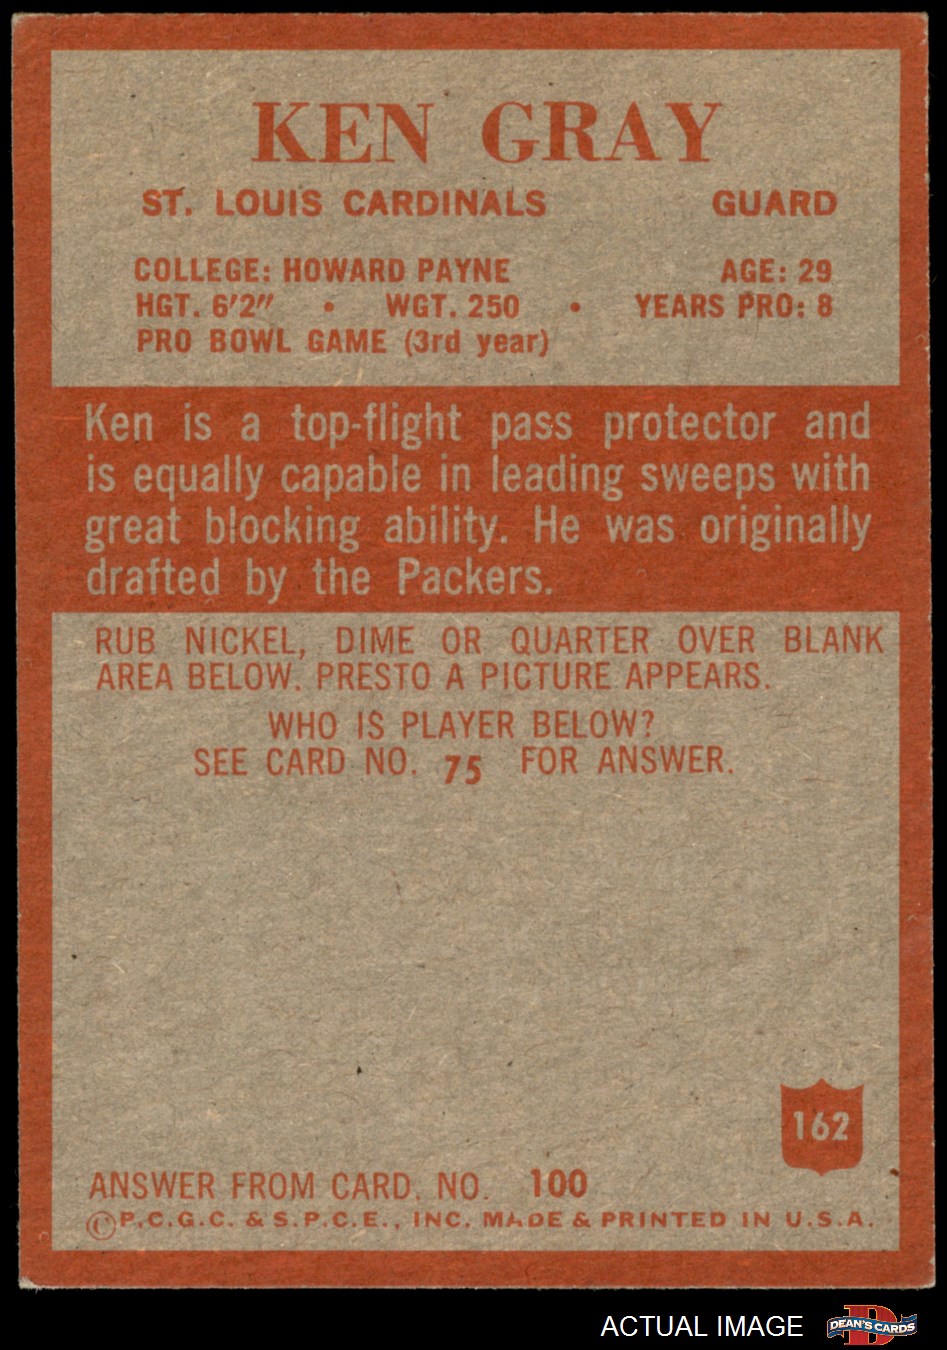 KEN GRAY
ST. LOUIS CARDINALS GUARD
COLLEGE: HOWARD PAYNE AGE: 29
HGT. 6'2" • WGT. 250 • YEARS PRO: 8
PRO BOWL GAME (3rd year)
Ken is a top-flight pass protector and
is equally capable in leading sweeps with
great blocking ability. He was originally
drafted by the Packers.
RUB NICKEL, DIME OR QUARTER OVER BLANK
AREA BELOW. PRESTO A PICTURE APPEARS.
WHO IS PLAYER BELOW?
SEE CARD NO. 75 FOR ANSWER.
162
ANSWER FROM CARD. NO. 100
©P.C.G.C. & S.P.C.E., INC. MADE & PRINTED IN U.S.A.
ACTUAL IMAGE
D
DEAN'S CARDS